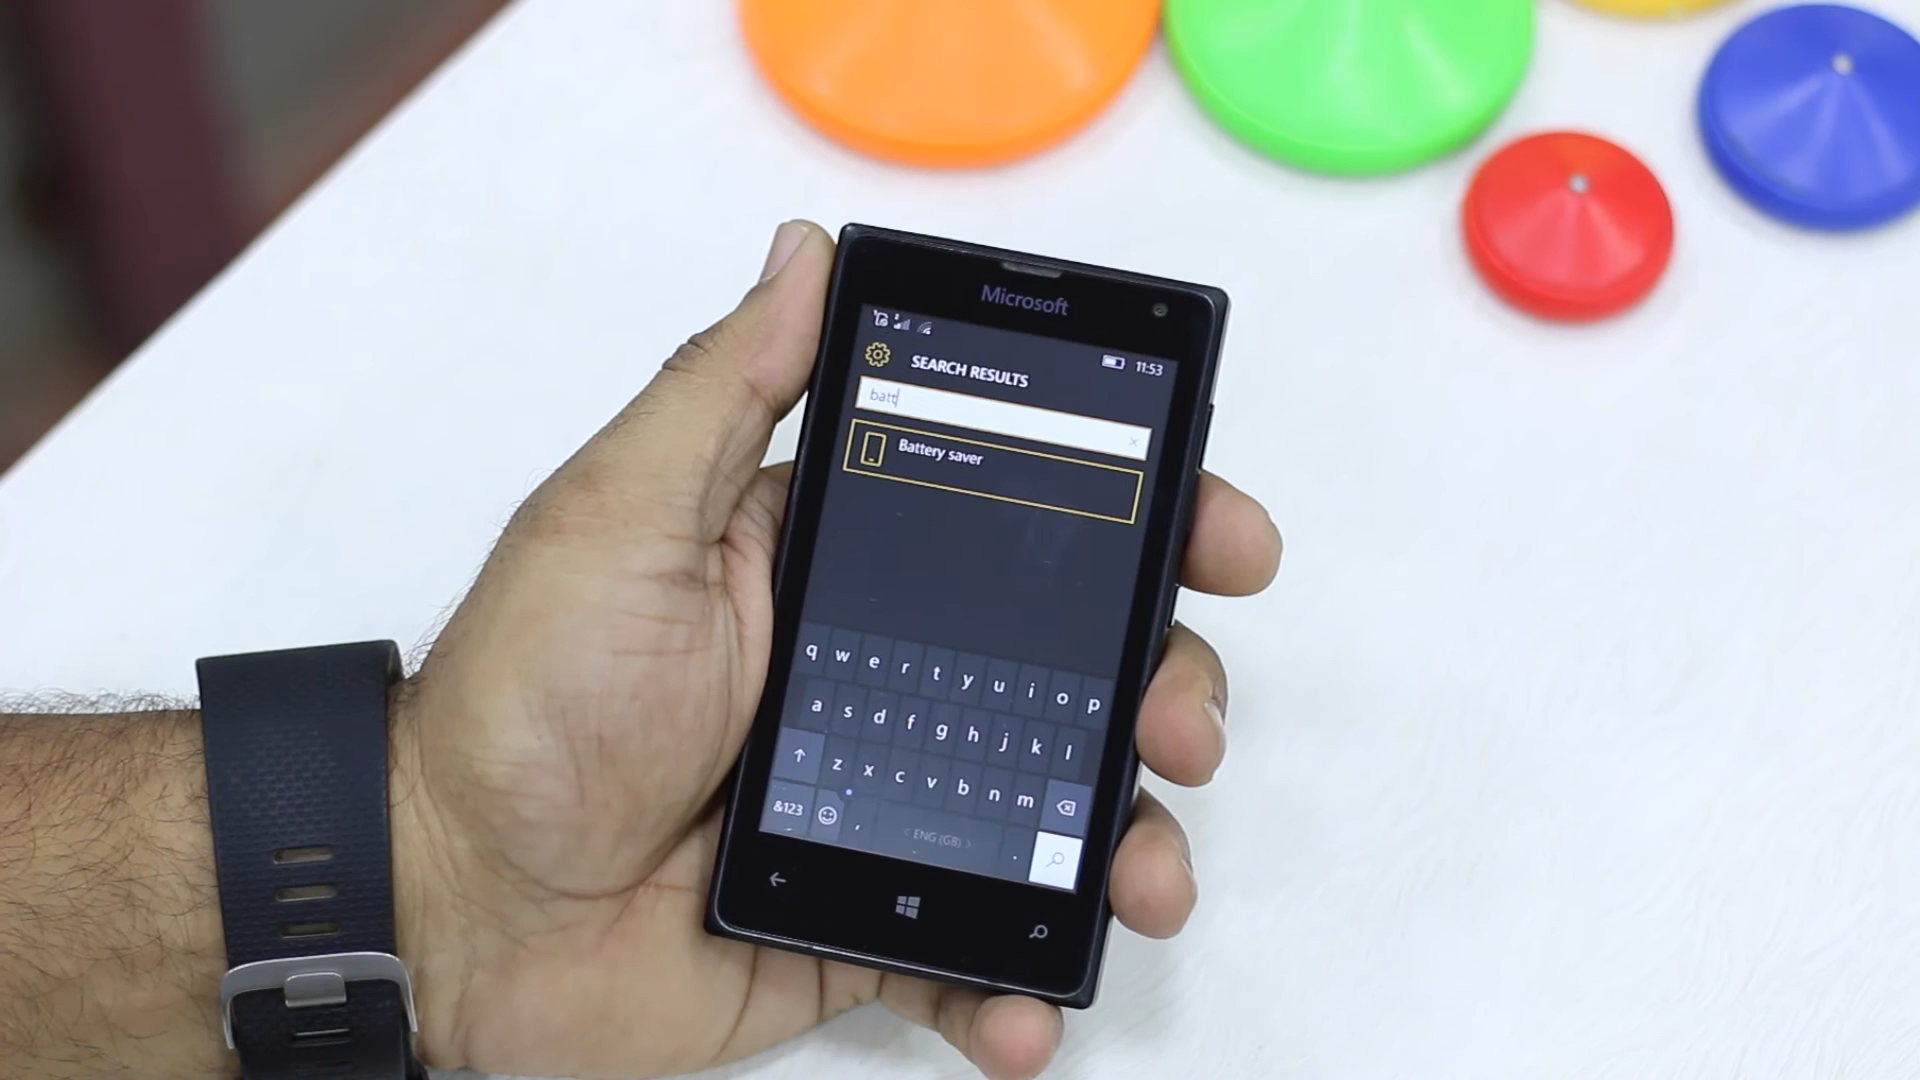 Microsoft
11:53
SEARCH RESULTS
batt
Battery saver
q w e r t y u i o p
a s d f g h j k l
z x c v b n m
&123 , < ENG (GB) > .